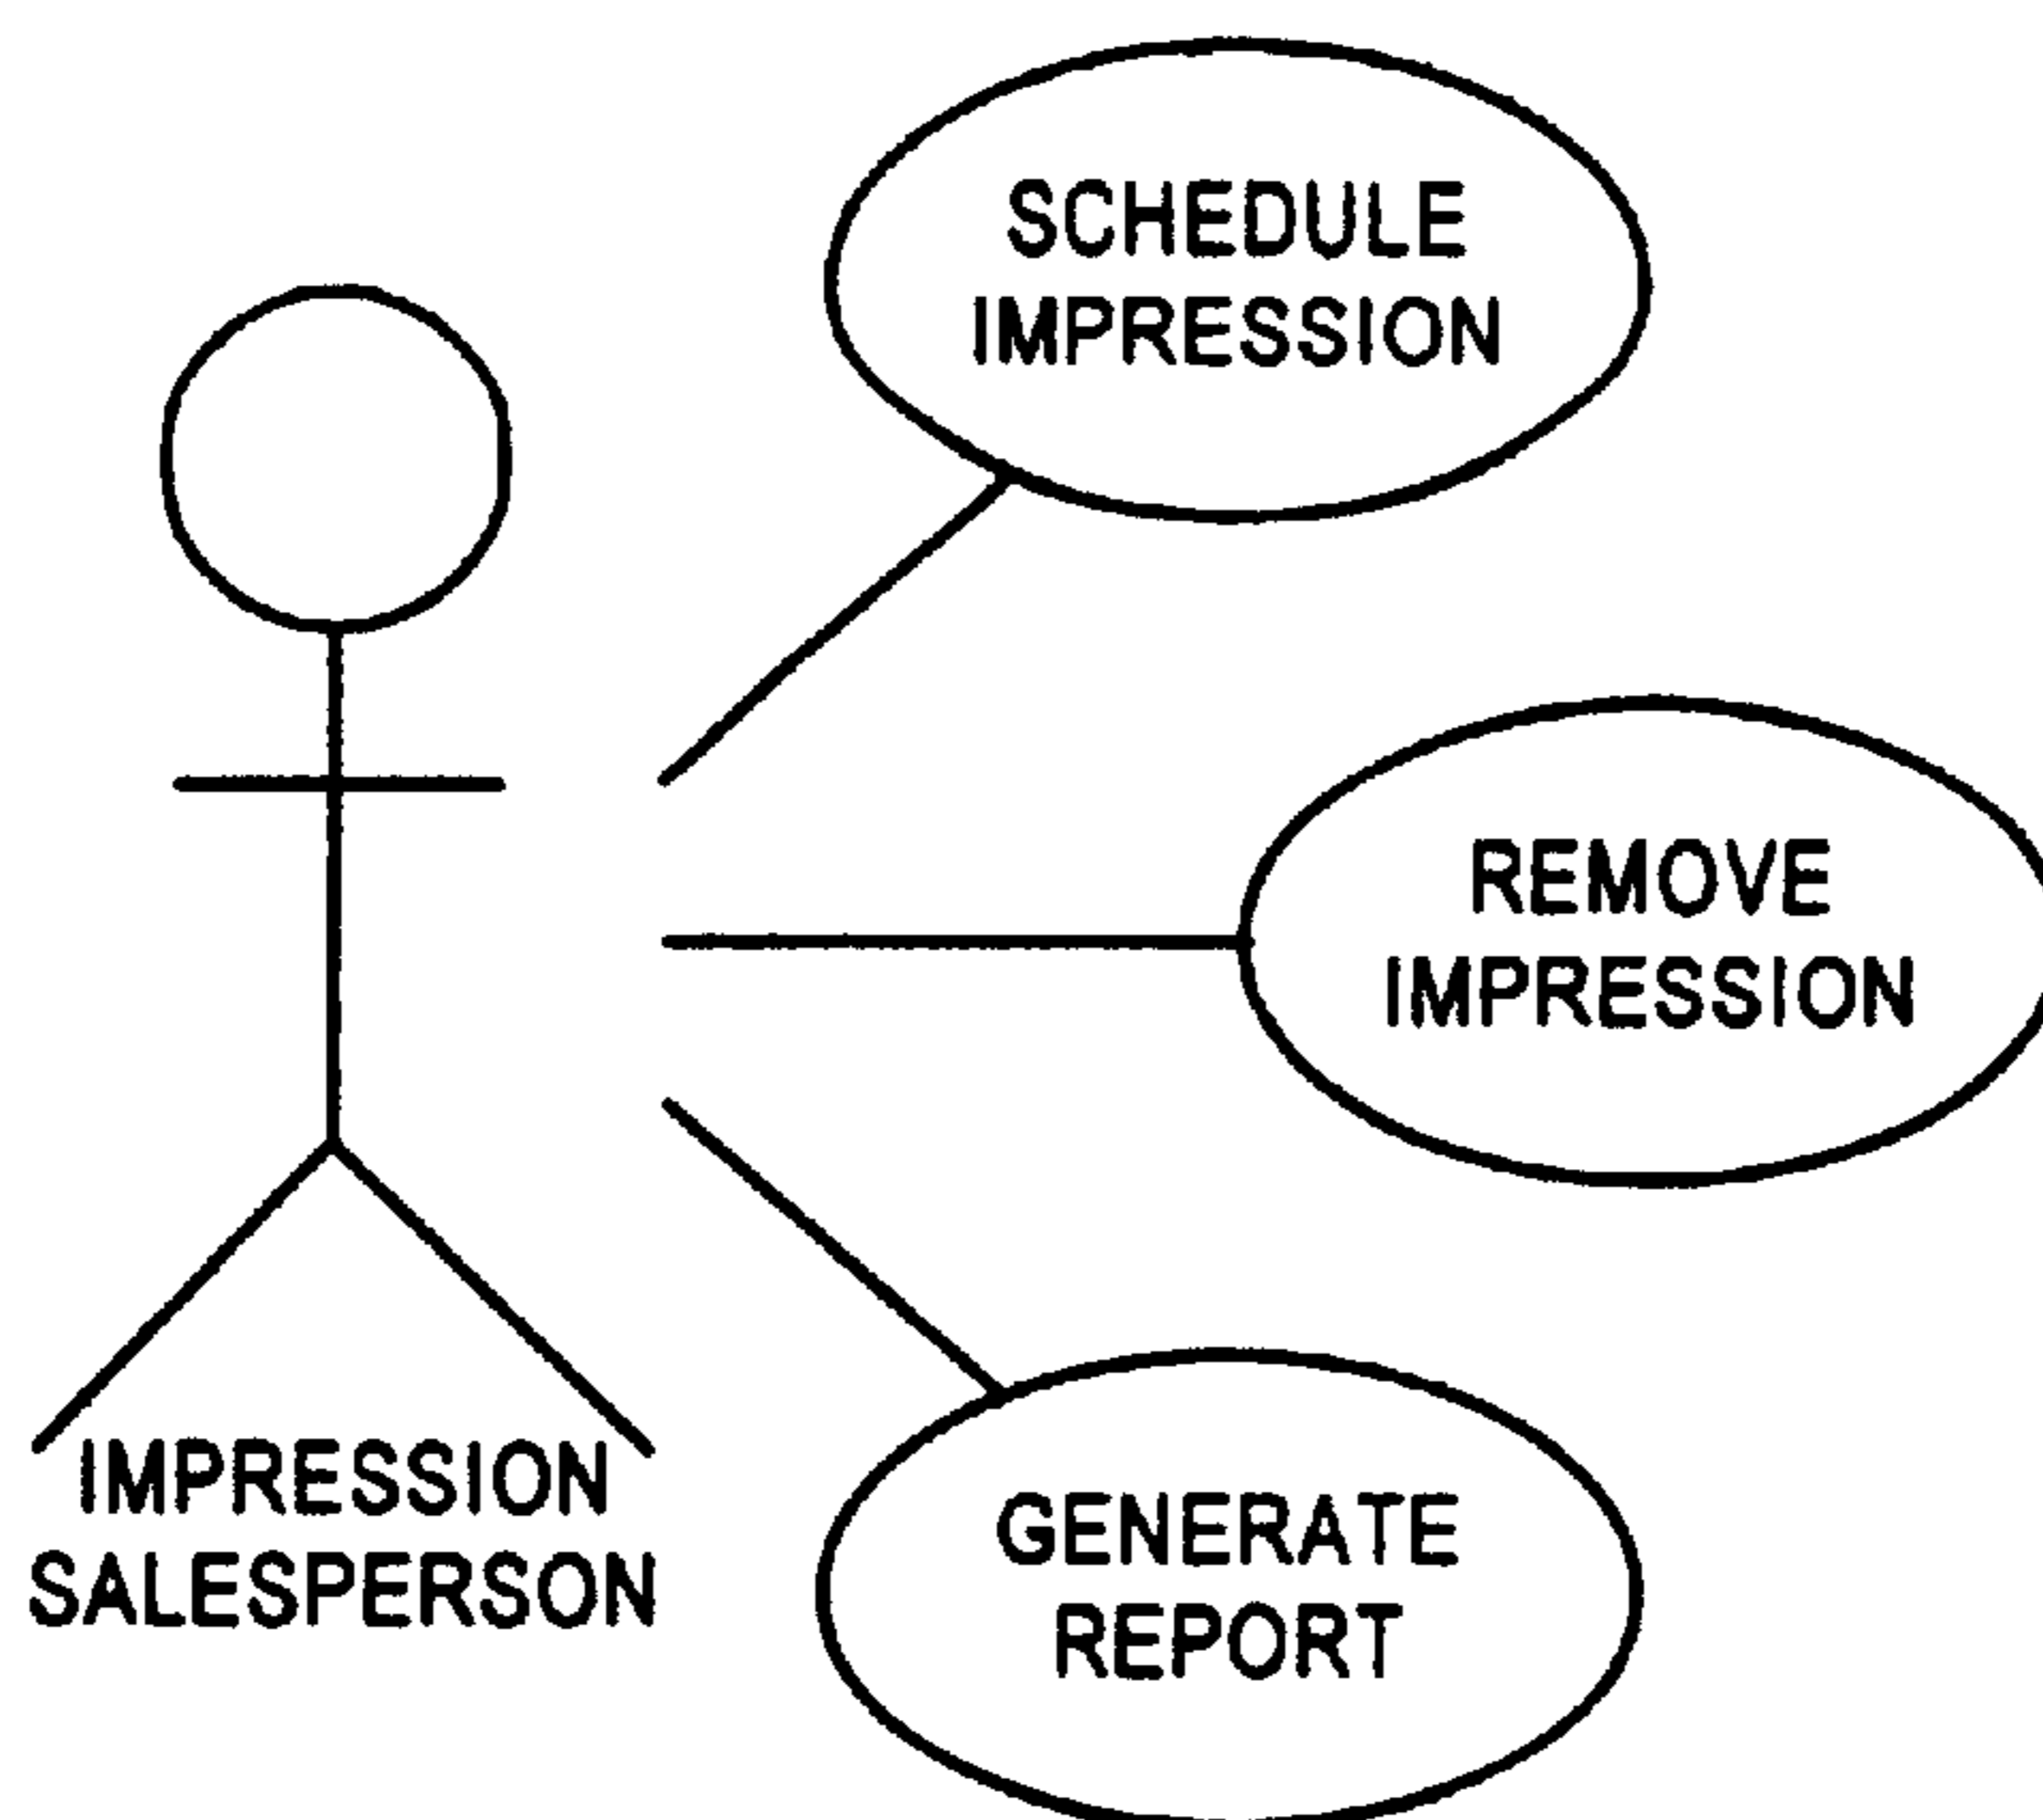 SCHEDULE
IMPRESSION
REMOVE
IMPRESSION
IMPRESSION
SALESPERSON
GENERATE
REPORT